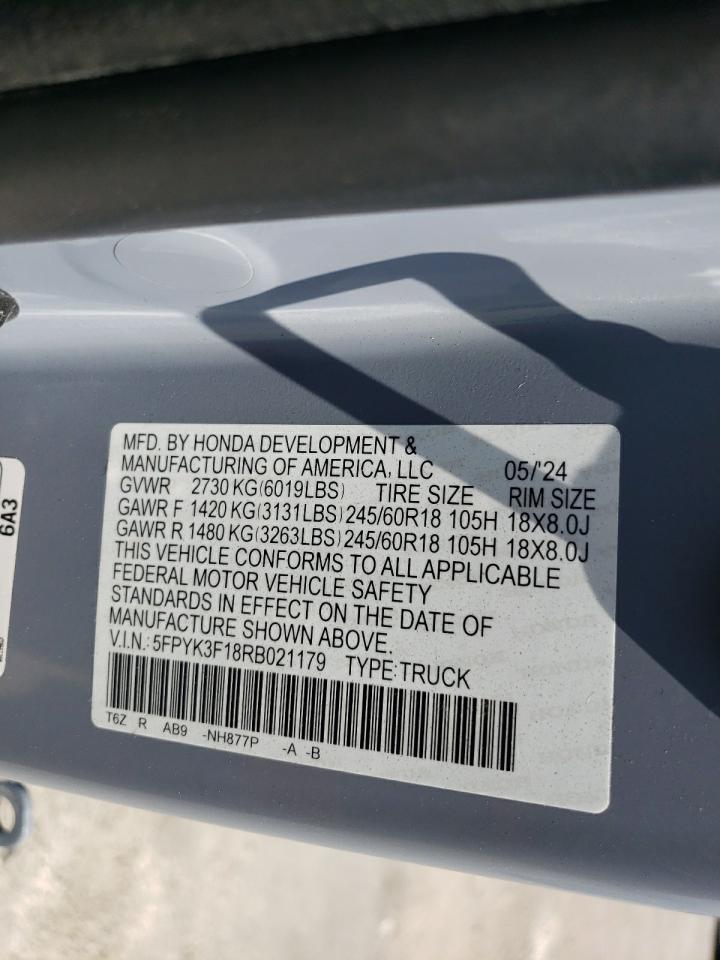 MFD. BY HONDA DEVELOPMENT &
MANUFACTURING OF AMERICA, LLC 05/'24
GVWR 2730 KG(6019LBS) TIRE SIZE RIM SIZE
GAWR F 1420 KG(3131LBS) 245/60R18 105H 18X8.0J
GAWR R 1480 KG(3263LBS) 245/60R18 105H 18X8.0J
THIS VEHICLE CONFORMS TO ALL APPLICABLE
FEDERAL MOTOR VEHICLE SAFETY
STANDARDS IN EFFECT ON THE DATE OF
MANUFACTURE SHOWN ABOVE.
V.I.N.: 5FPYK3F18RB021179 TYPE:TRUCK
T6Z R AB9 -NH877P -A -B
6A3